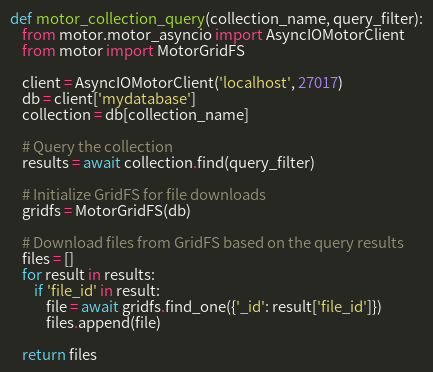 def motor_collection_query(collection_name, query_filter):
    from motor.motor_asyncio import AsyncIOMotorClient
    from motor import MotorGridFS

    client = AsyncIOMotorClient('localhost', 27017)
    db = client['mydatabase']
    collection = db[collection_name]

    # Query the collection
    results = await collection.find(query_filter)

    # Initialize GridFS for file downloads
    gridfs = MotorGridFS(db)

    # Download files from GridFS based on the query results
    files = []
    for result in results:
        if 'file_id' in result:
            file = await gridfs.find_one({'_id': result['file_id']})
            files.append(file)

    return files